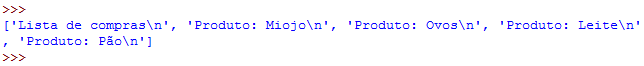 >>>
['Lista de compras\n', 'Produto: Miojo\n', 'Produto: Ovos\n', 'Produto: Leite\n'
, 'Produto: Pão\n']
>>>